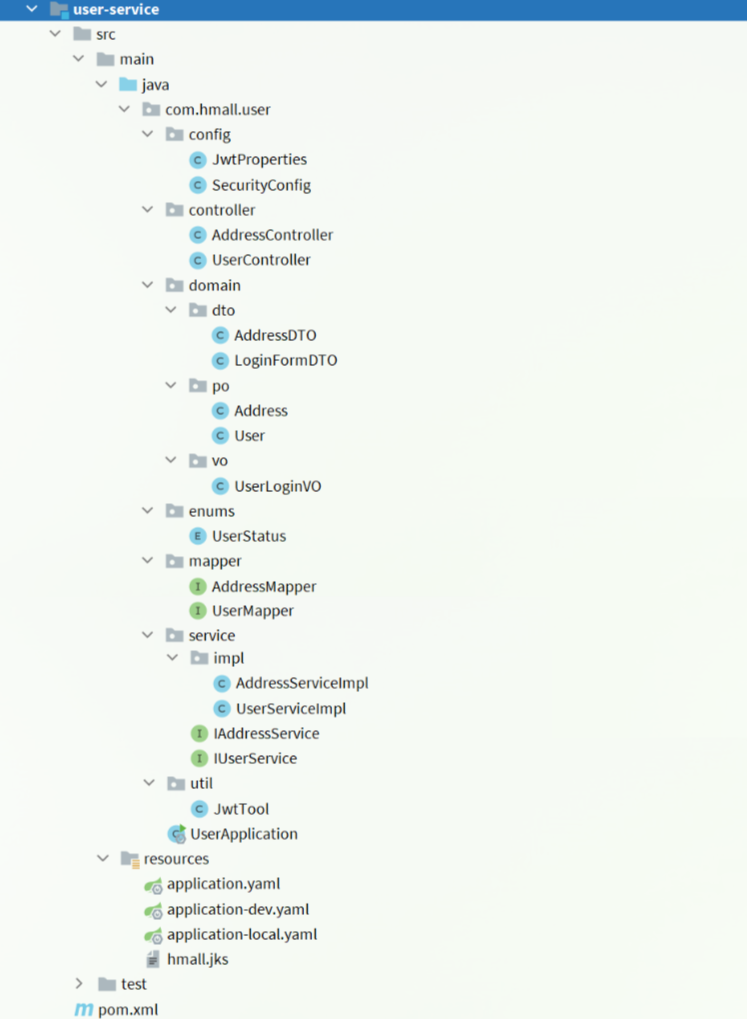 user-service
src
main
java
com.hmall.user
config
C JwtProperties
C SecurityConfig
controller
C AddressController
C UserController
domain
dto
C AddressDTO
C LoginFormDTO
po
C Address
C User
vo
C UserLoginVO
enums
E UserStatus
mapper
I AddressMapper
I UserMapper
service
impl
C AddressServiceImpl
C UserServiceImpl
I IAddressService
I IUserService
util
C JwtTool
C UserApplication
resources
application.yaml
application-dev.yaml
application-local.yaml
hmall.jks
test
m pom.xml